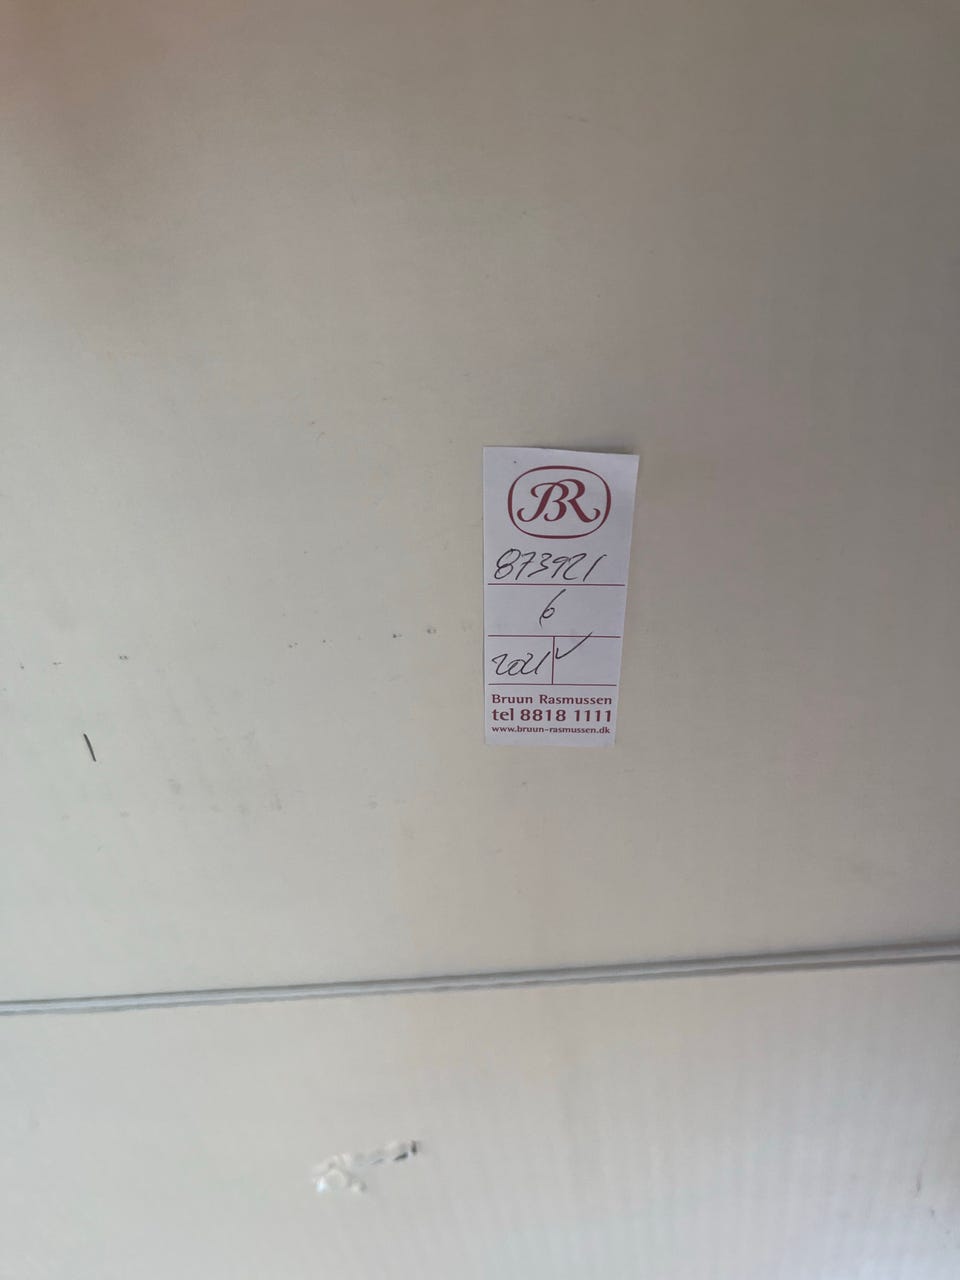 BR
873921
6
2021 ✓
Bruun Rasmussen
tel 8818 1111
www.bruun-rasmussen.dk